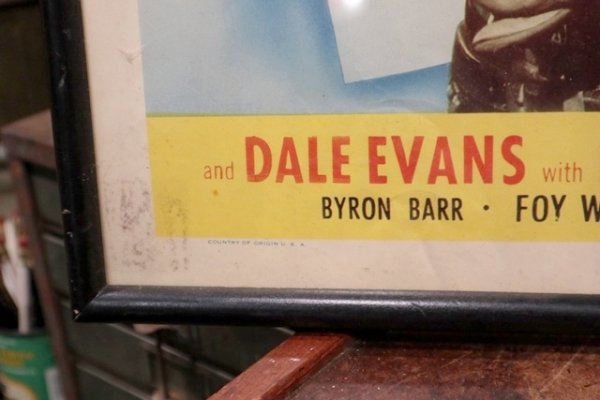 and DALE EVANS with
BYRON BARR · FOY W
COUNTRY OF ORIGIN U. S. A.